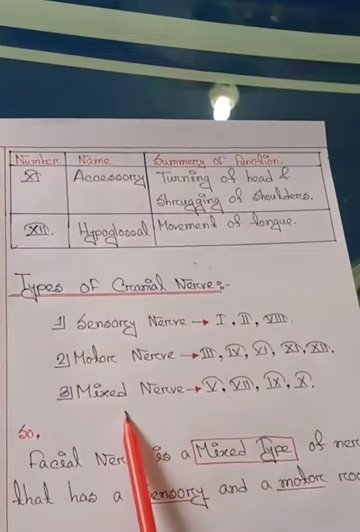 Number Name Summery of function.
XI Accessory Turning of head &
Shrugging of shoulders.
XII. Hypoglossal Movement of tongue.
Types of Cranial Nerve:-
1) Sensory Nerve → I, II, VIII
2) Motor Nerve → III, IV, VI, XI, XII.
3) Mixed Nerve → V, VII, IX, X.
So,
Facial is a Mixed Type of
that has a Sensory and a motor